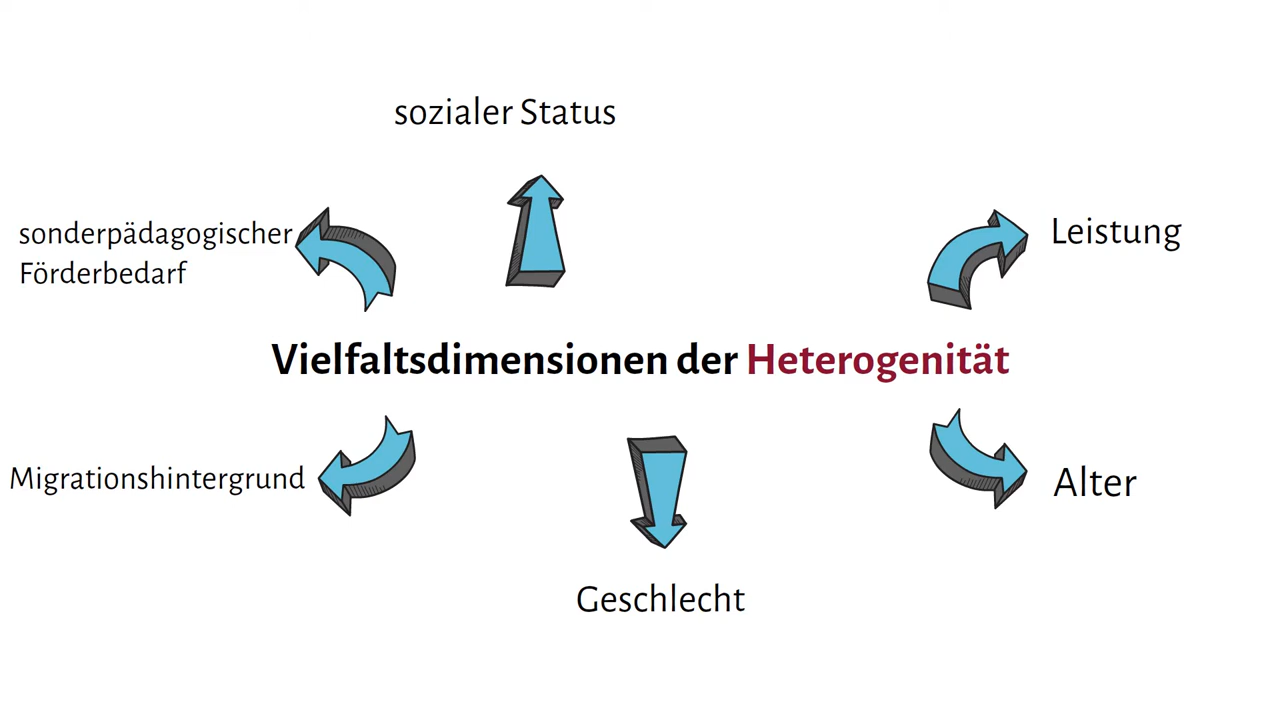 sozialer Status
sonderpädagogischer
Förderbedarf
Leistung
Vielfaltsdimensionen der Heterogenität
Migrationshintergrund
Alter
Geschlecht